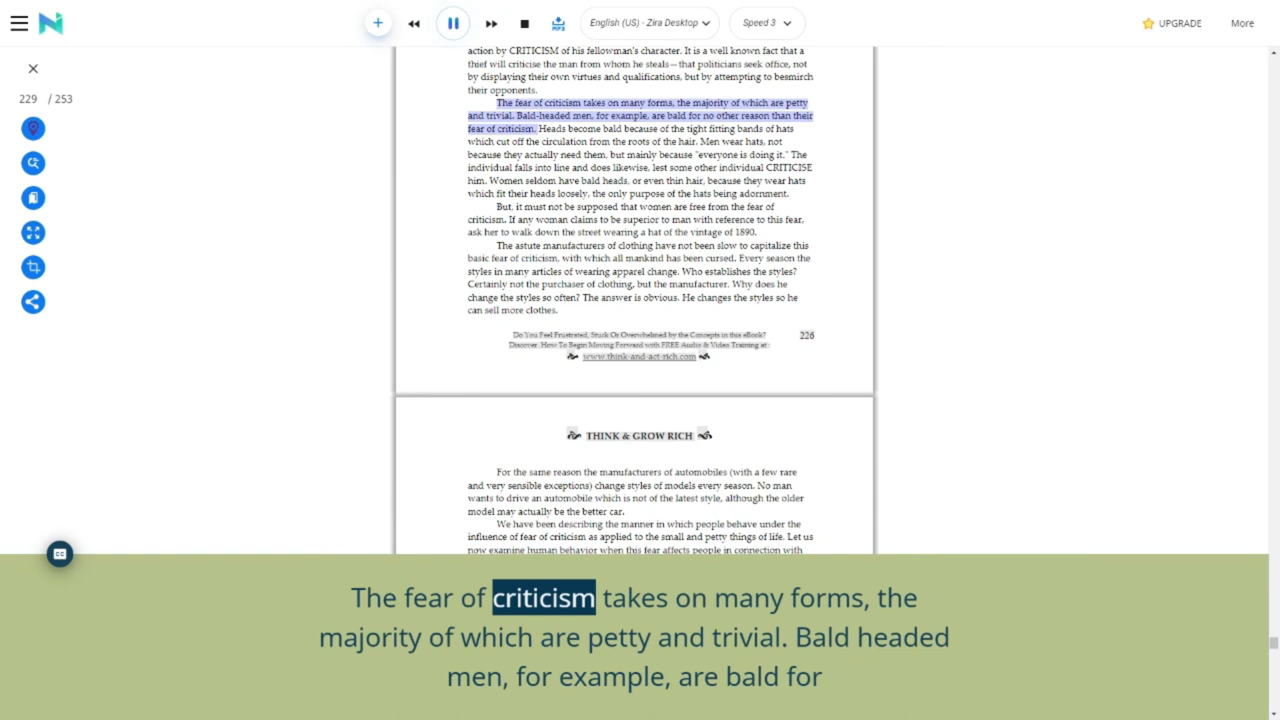 English (US) - Zira Desktop
Speed 3
UPGRADE
More
MP3
229 / 253
action by CRITICISM of his fellowman's character. It is a well known fact that a
thief will criticise the man from whom he steals—that politicians seek office, not
by displaying their own virtues and qualifications, but by attempting to besmirch
their opponents.
The fear of criticism takes on many forms, the majority of which are petty
and trivial. Bald-headed men, for example, are bald for no other reason than their
fear of criticism. Heads become bald because of the tight fitting bands of hats
which cut off the circulation from the roots of the hair. Men wear hats, not
because they actually need them, but mainly because "everyone is doing it." The
individual falls into line and does likewise, lest some other individual CRITICISE
him. Women seldom have bald heads, or even thin hair, because they wear hats
which fit their heads loosely, the only purpose of the hats being adornment.
But, it must not be supposed that women are free from the fear of
criticism. If any woman claims to be superior to man with reference to this fear,
ask her to walk down the street wearing a hat of the vintage of 1890.
The astute manufacturers of clothing have not been slow to capitalize this
basic fear of criticism, with which all mankind has been cursed. Every season the
styles in many articles of wearing apparel change. Who establishes the styles?
Certainly not the purchaser of clothing, but the manufacturer. Why does he
change the styles so often? The answer is obvious. He changes the styles so he
can sell more clothes.
Do You Feel Frustrated, Stuck Or Overwhelmed by the Concepts in this eBook?
226
Discover How To Begin Moving Forward with FREE Audio & Video Training at:
www.think-and-act-rich.com
THINK & GROW RICH
For the same reason the manufacturers of automobiles (with a few rare
and very sensible exceptions) change styles of models every season. No man
wants to drive an automobile which is not of the latest style, although the older
model may actually be the better car.
We have been describing the manner in which people behave under the
influence of fear of criticism as applied to the small and petty things of life. Let us
now examine human behavior when this fear affects people in connection with
CC
The fear of criticism takes on many forms, the
majority of which are petty and trivial. Bald headed
men, for example, are bald for